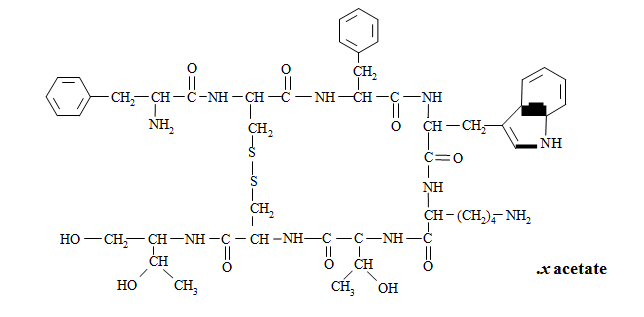 O O CH₂
CH₂—CH—C—NH—CH—C—NH—CH—C—NH
NH₂ CH₂ O CH—CH₂ NH
S C=O
S NH
CH₂ CH-(CH₂)₄-NH₂
HO—CH₂—CH—NH—C—CH—NH—C—C—NH—C
CH O O CH O .x acetate
HO CH₃ CH₃ OH